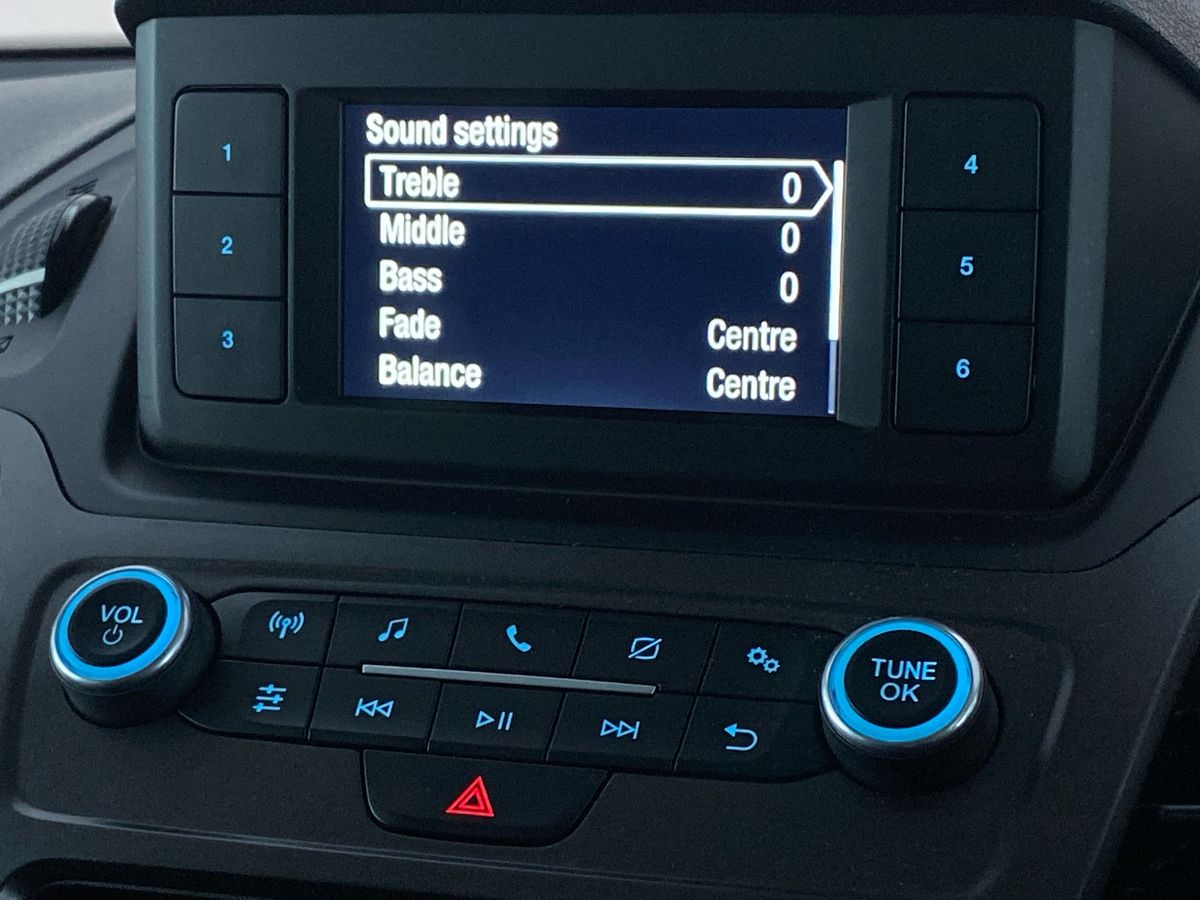 Sound settings
Treble 0
Middle 0
Bass 0
Fade Centre
Balance Centre
1
2
3
4
5
6
VOL
TUNE
OK